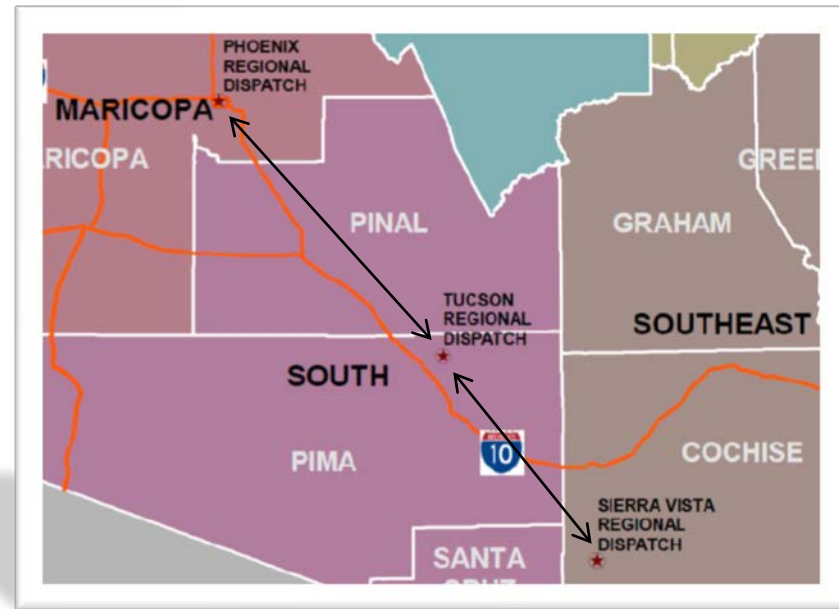 PHOENIX
REGIONAL
DISPATCH
MARICOPA
RICOPA
GREE
PINAL
GRAHAM
TUCSON
REGIONAL
DISPATCH
SOUTHEAST
SOUTH
10
PIMA
COCHISE
SIERRA VISTA
REGIONAL
DISPATCH
SANTA